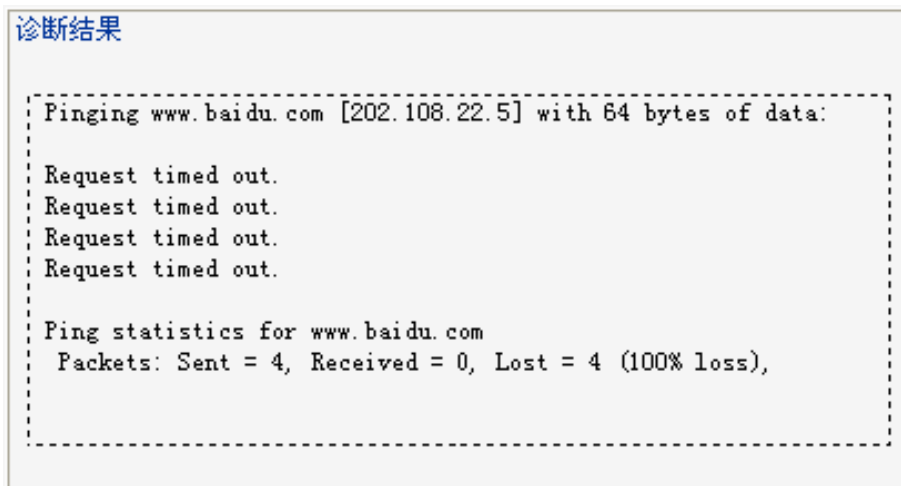 诊断结果
Pinging www.baidu.com [202.108.22.5] with 64 bytes of data:
Request timed out.
Request timed out.
Request timed out.
Request timed out.
Ping statistics for www.baidu.com
Packets: Sent = 4, Received = 0, Lost = 4 (100% loss),